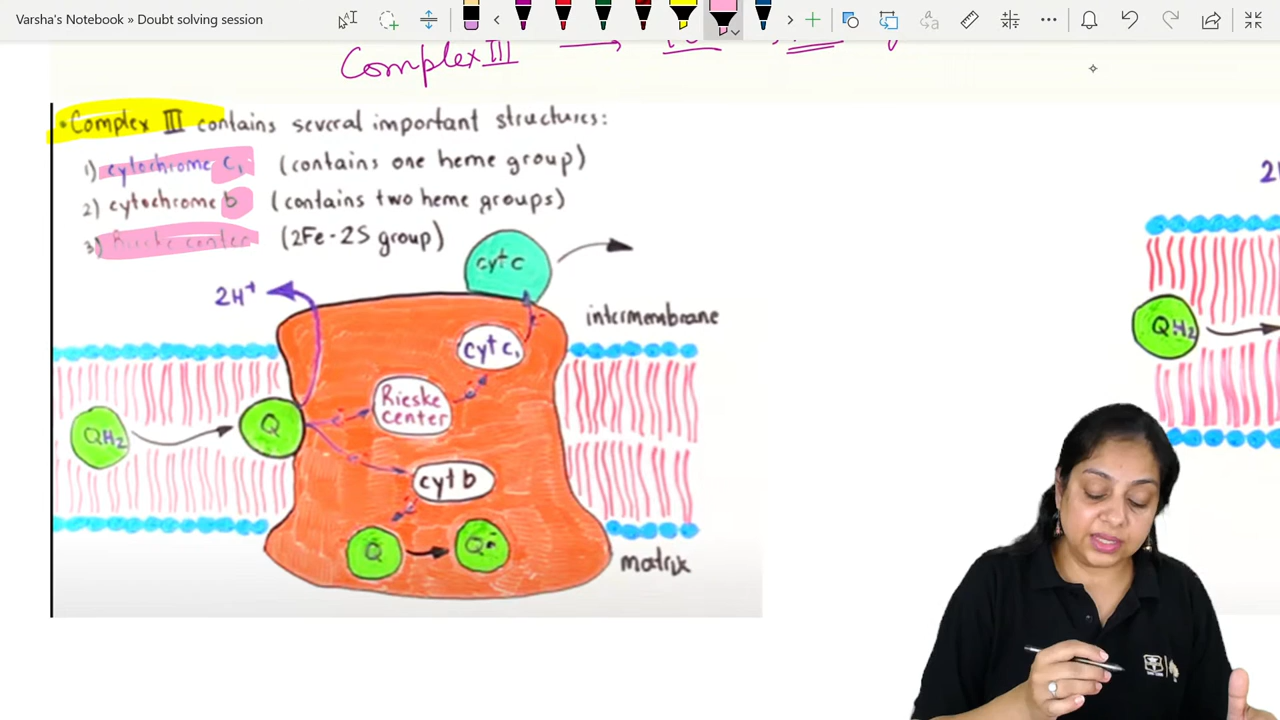 Varsha's Notebook » Doubt solving session
Complex III
• Complex III contains several important structures:
1) cytochrome c₁ (contains one heme group)
2) cytochrome b (contains two heme groups)
3) Rieske center (2Fe-2S group)
cyt c
2H⁺
intermembrane
e⁻
cyt c₁
Rieske
center
e⁻
e⁻
QH₂
Q
e⁻
cyt b
e⁻
Q
Q⁻
matrix
QH₂